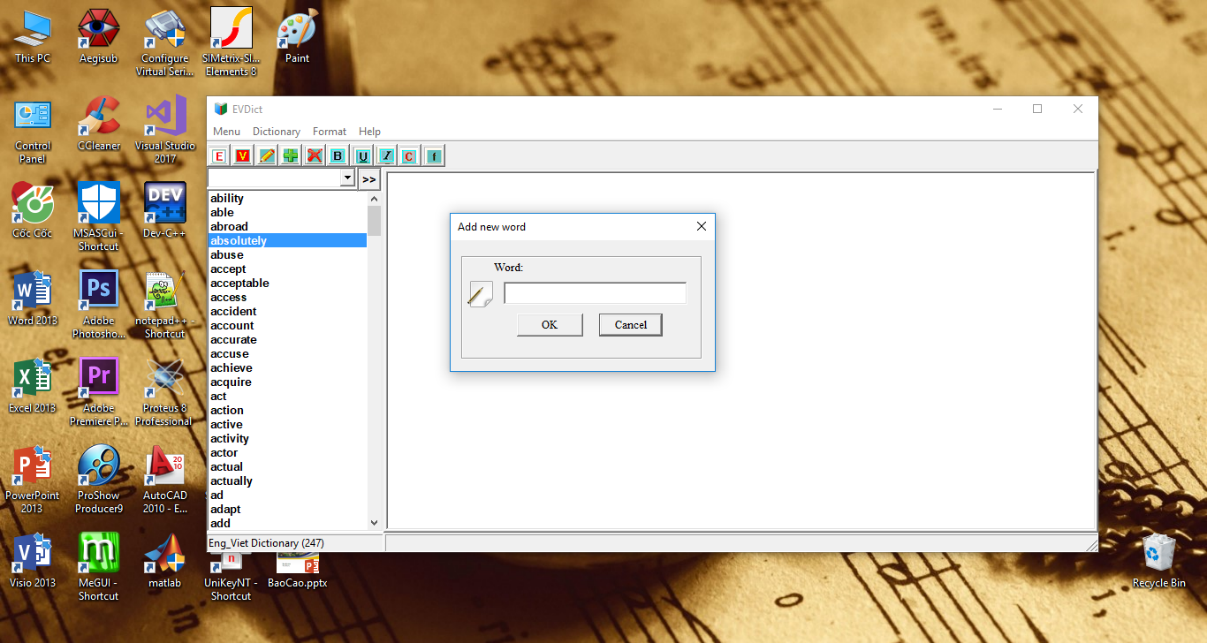 This PC
Aegisub
Configure
Virtual Seri...
SIMetrix-SI...
Elements 8
Paint
Control
Panel
CCleaner
Visual Studio
2017
Cốc Cốc
MSASCui -
Shortcut
DEV
C++
Dev-C++
Word 2013
Ps
Adobe
Photosho...
notepad++ -
Shortcut
Excel 2013
Pr
Adobe
Premiere P...
Proteus 8
Professional
PowerPoint
2013
ProShow
Producer9
AutoCAD
2010 - E...
Visio 2013
MeGUI -
Shortcut
matlab
UniKeyNT -
Shortcut
BaoCao.pptx
Recycle Bin
EVDict
Menu Dictionary Format Help
E V B U I C I
>>
ability
able
abroad
absolutely
abuse
accept
acceptable
access
accident
account
accurate
accuse
achieve
acquire
act
action
active
activity
actor
actual
actually
ad
adapt
add
Eng_Viet Dictionary (247)
Add new word
Word:
OK Cancel